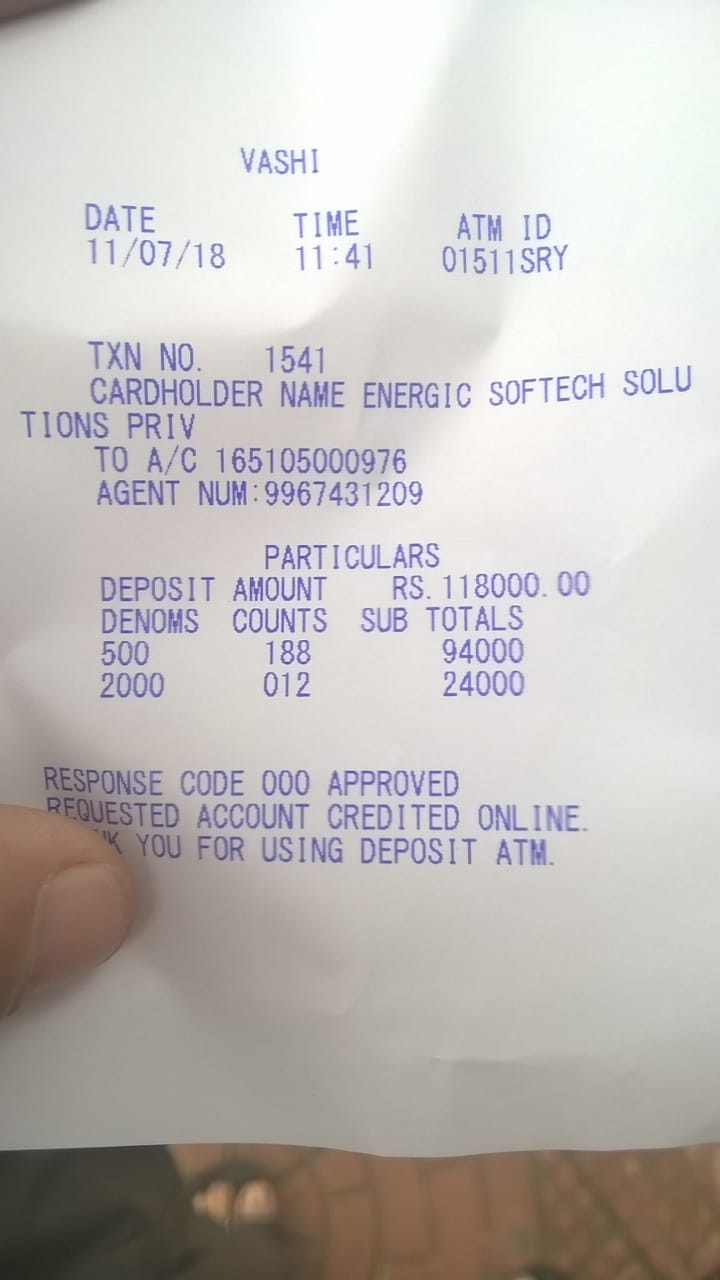 VASHI
DATE TIME ATM ID
11/07/18 11:41 01511SRY
TXN NO. 1541
CARDHOLDER NAME ENERGIC SOFTECH SOLU
TIONS PRIV
TO A/C 165105000976
AGENT NUM:9967431209
PARTICULARS
DEPOSIT AMOUNT RS.118000.00
DENOMS COUNTS SUB TOTALS
500 188 94000
2000 012 24000
RESPONSE CODE 000 APPROVED
REQUESTED ACCOUNT CREDITED ONLINE.
YOU FOR USING DEPOSIT ATM.